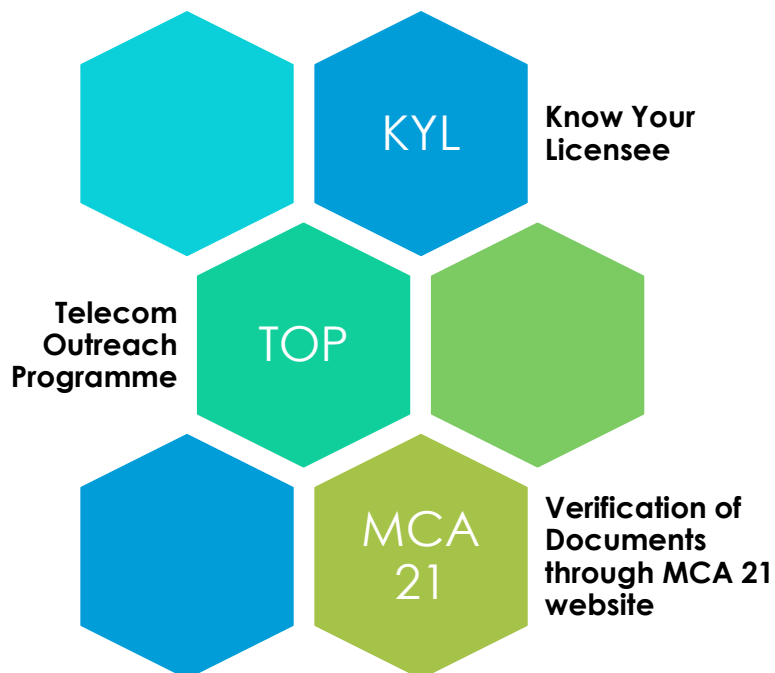 KYL
Know Your
Licensee
Telecom
Outreach
Programme
TOP
MCA
21
Verification of
Documents
through MCA 21
website